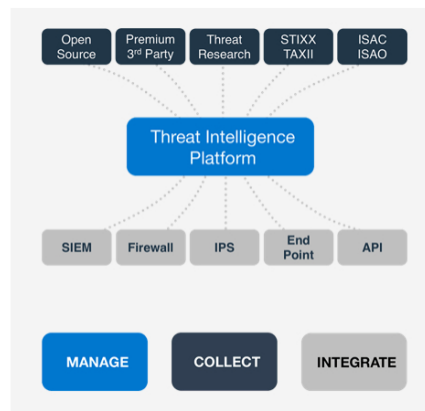 Open
Source
Premium
3rd Party
Threat
Research
STIXX
TAXII
ISAC
ISAO
Threat Intelligence
Platform
SIEM
Firewall
IPS
End
Point
API
MANAGE
COLLECT
INTEGRATE